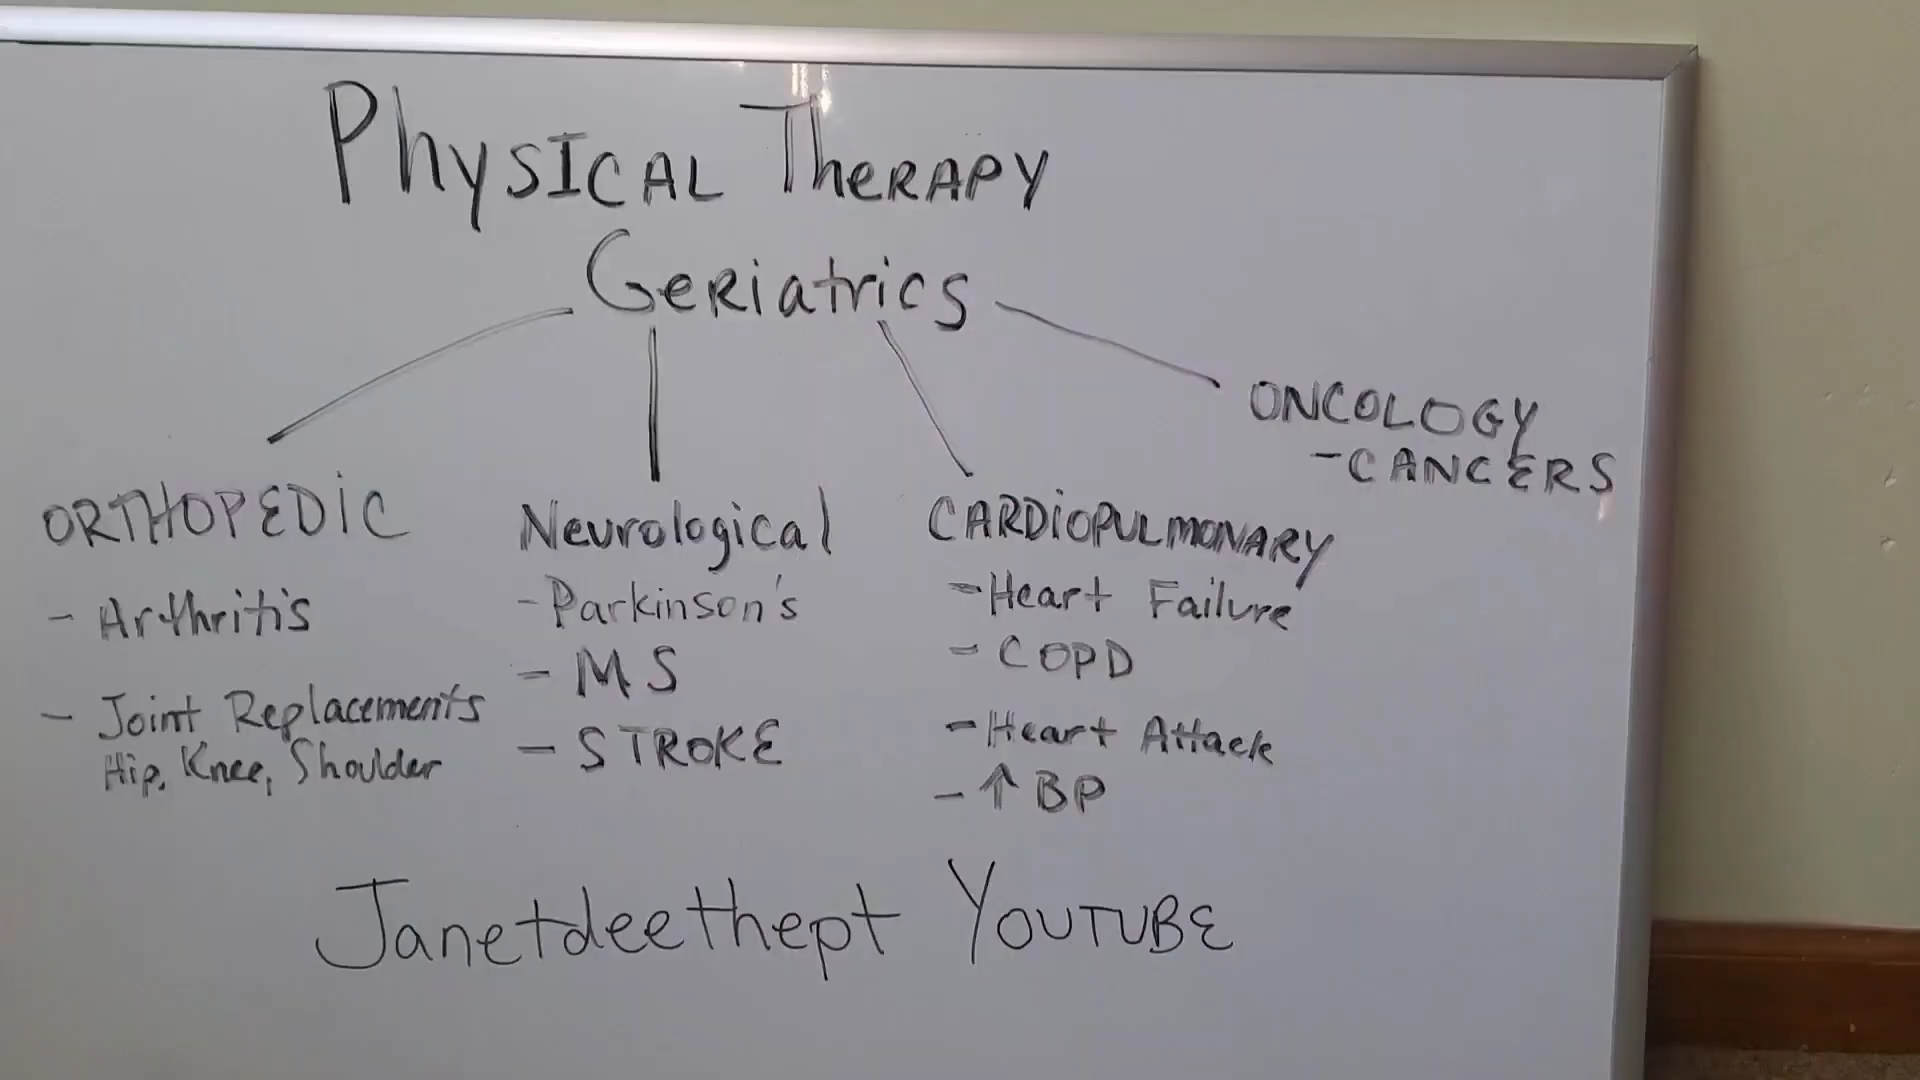 Physical Therapy
Geriatrics
ORTHOPEDIC
- Arthritis
- Joint Replacements
Hip, Knee, Shoulder
Neurological
- Parkinson's
- MS
- STROKE
CARDIOPULMONARY
- Heart Failure
- COPD
- Heart Attack
- ↑ BP
ONCOLOGY
- CANCERS
Janetdeethept YOUTUBE